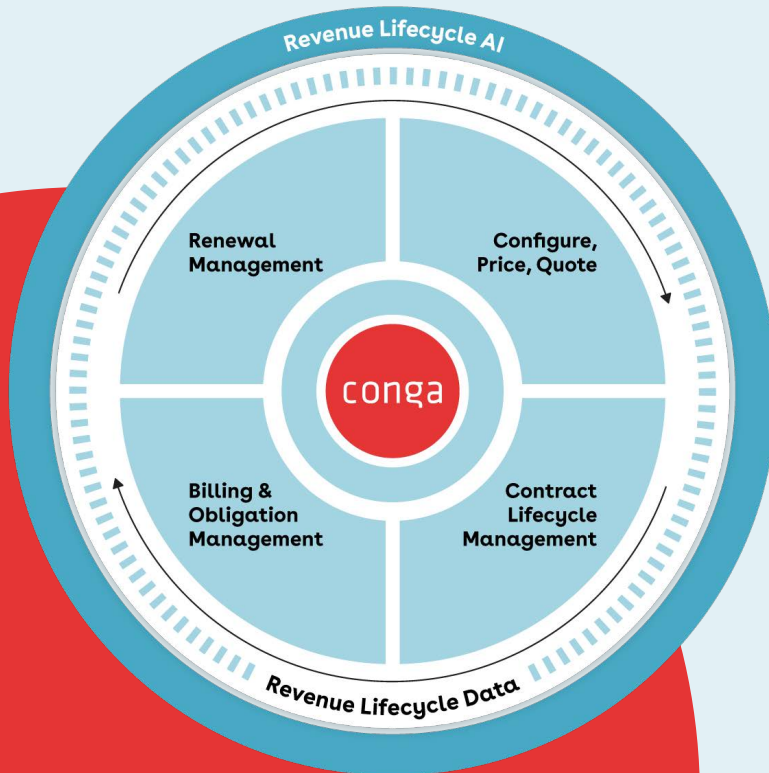 Revenue Lifecycle AI
Renewal
Management
Configure,
Price, Quote
conga
Billing &
Obligation
Management
Contract
Lifecycle
Management
Revenue Lifecycle Data